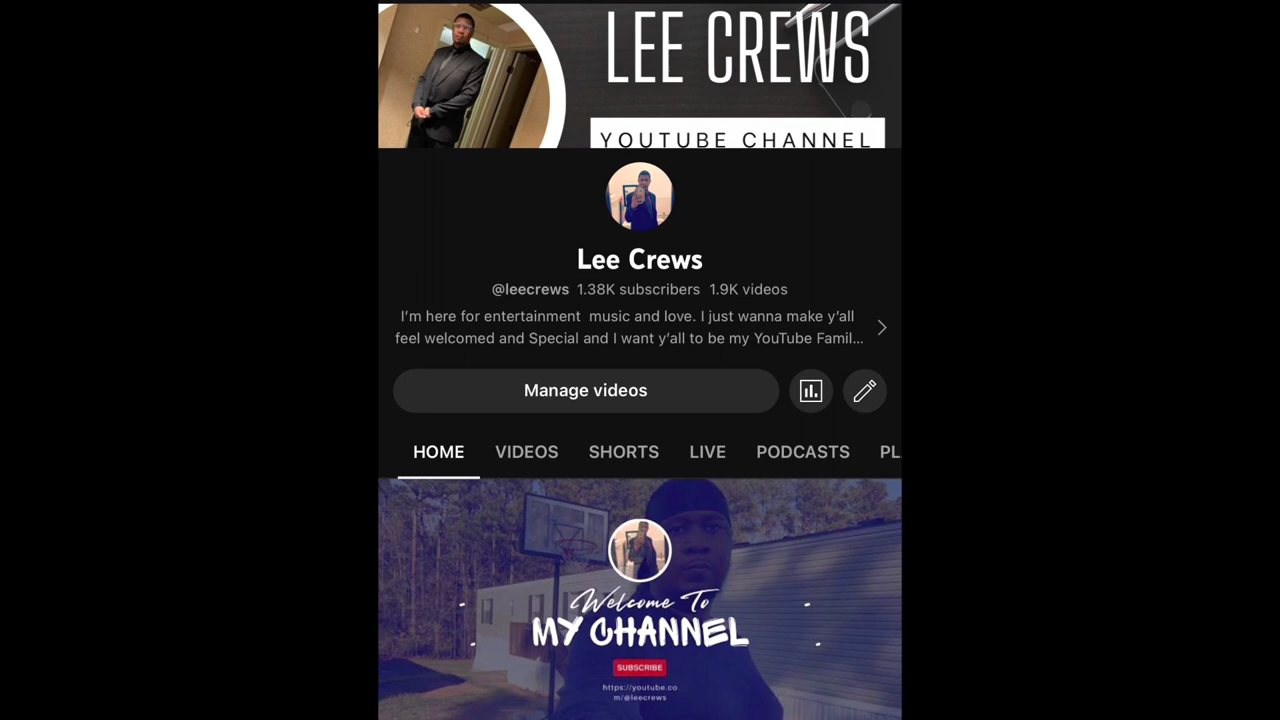 LEE CREWS
YOUTUBE CHANNEL
Lee Crews
@leecrews 1.38K subscribers 1.9K videos
I'm here for entertainment  music and love. I just wanna make y'all
feel welcomed and Special and I want y'all to be my YouTube Famil...
Manage videos
HOME VIDEOS SHORTS LIVE PODCASTS PL
Welcome To
MY CHANNEL
SUBSCRIBE
https://youtube.co
m/@leecrews